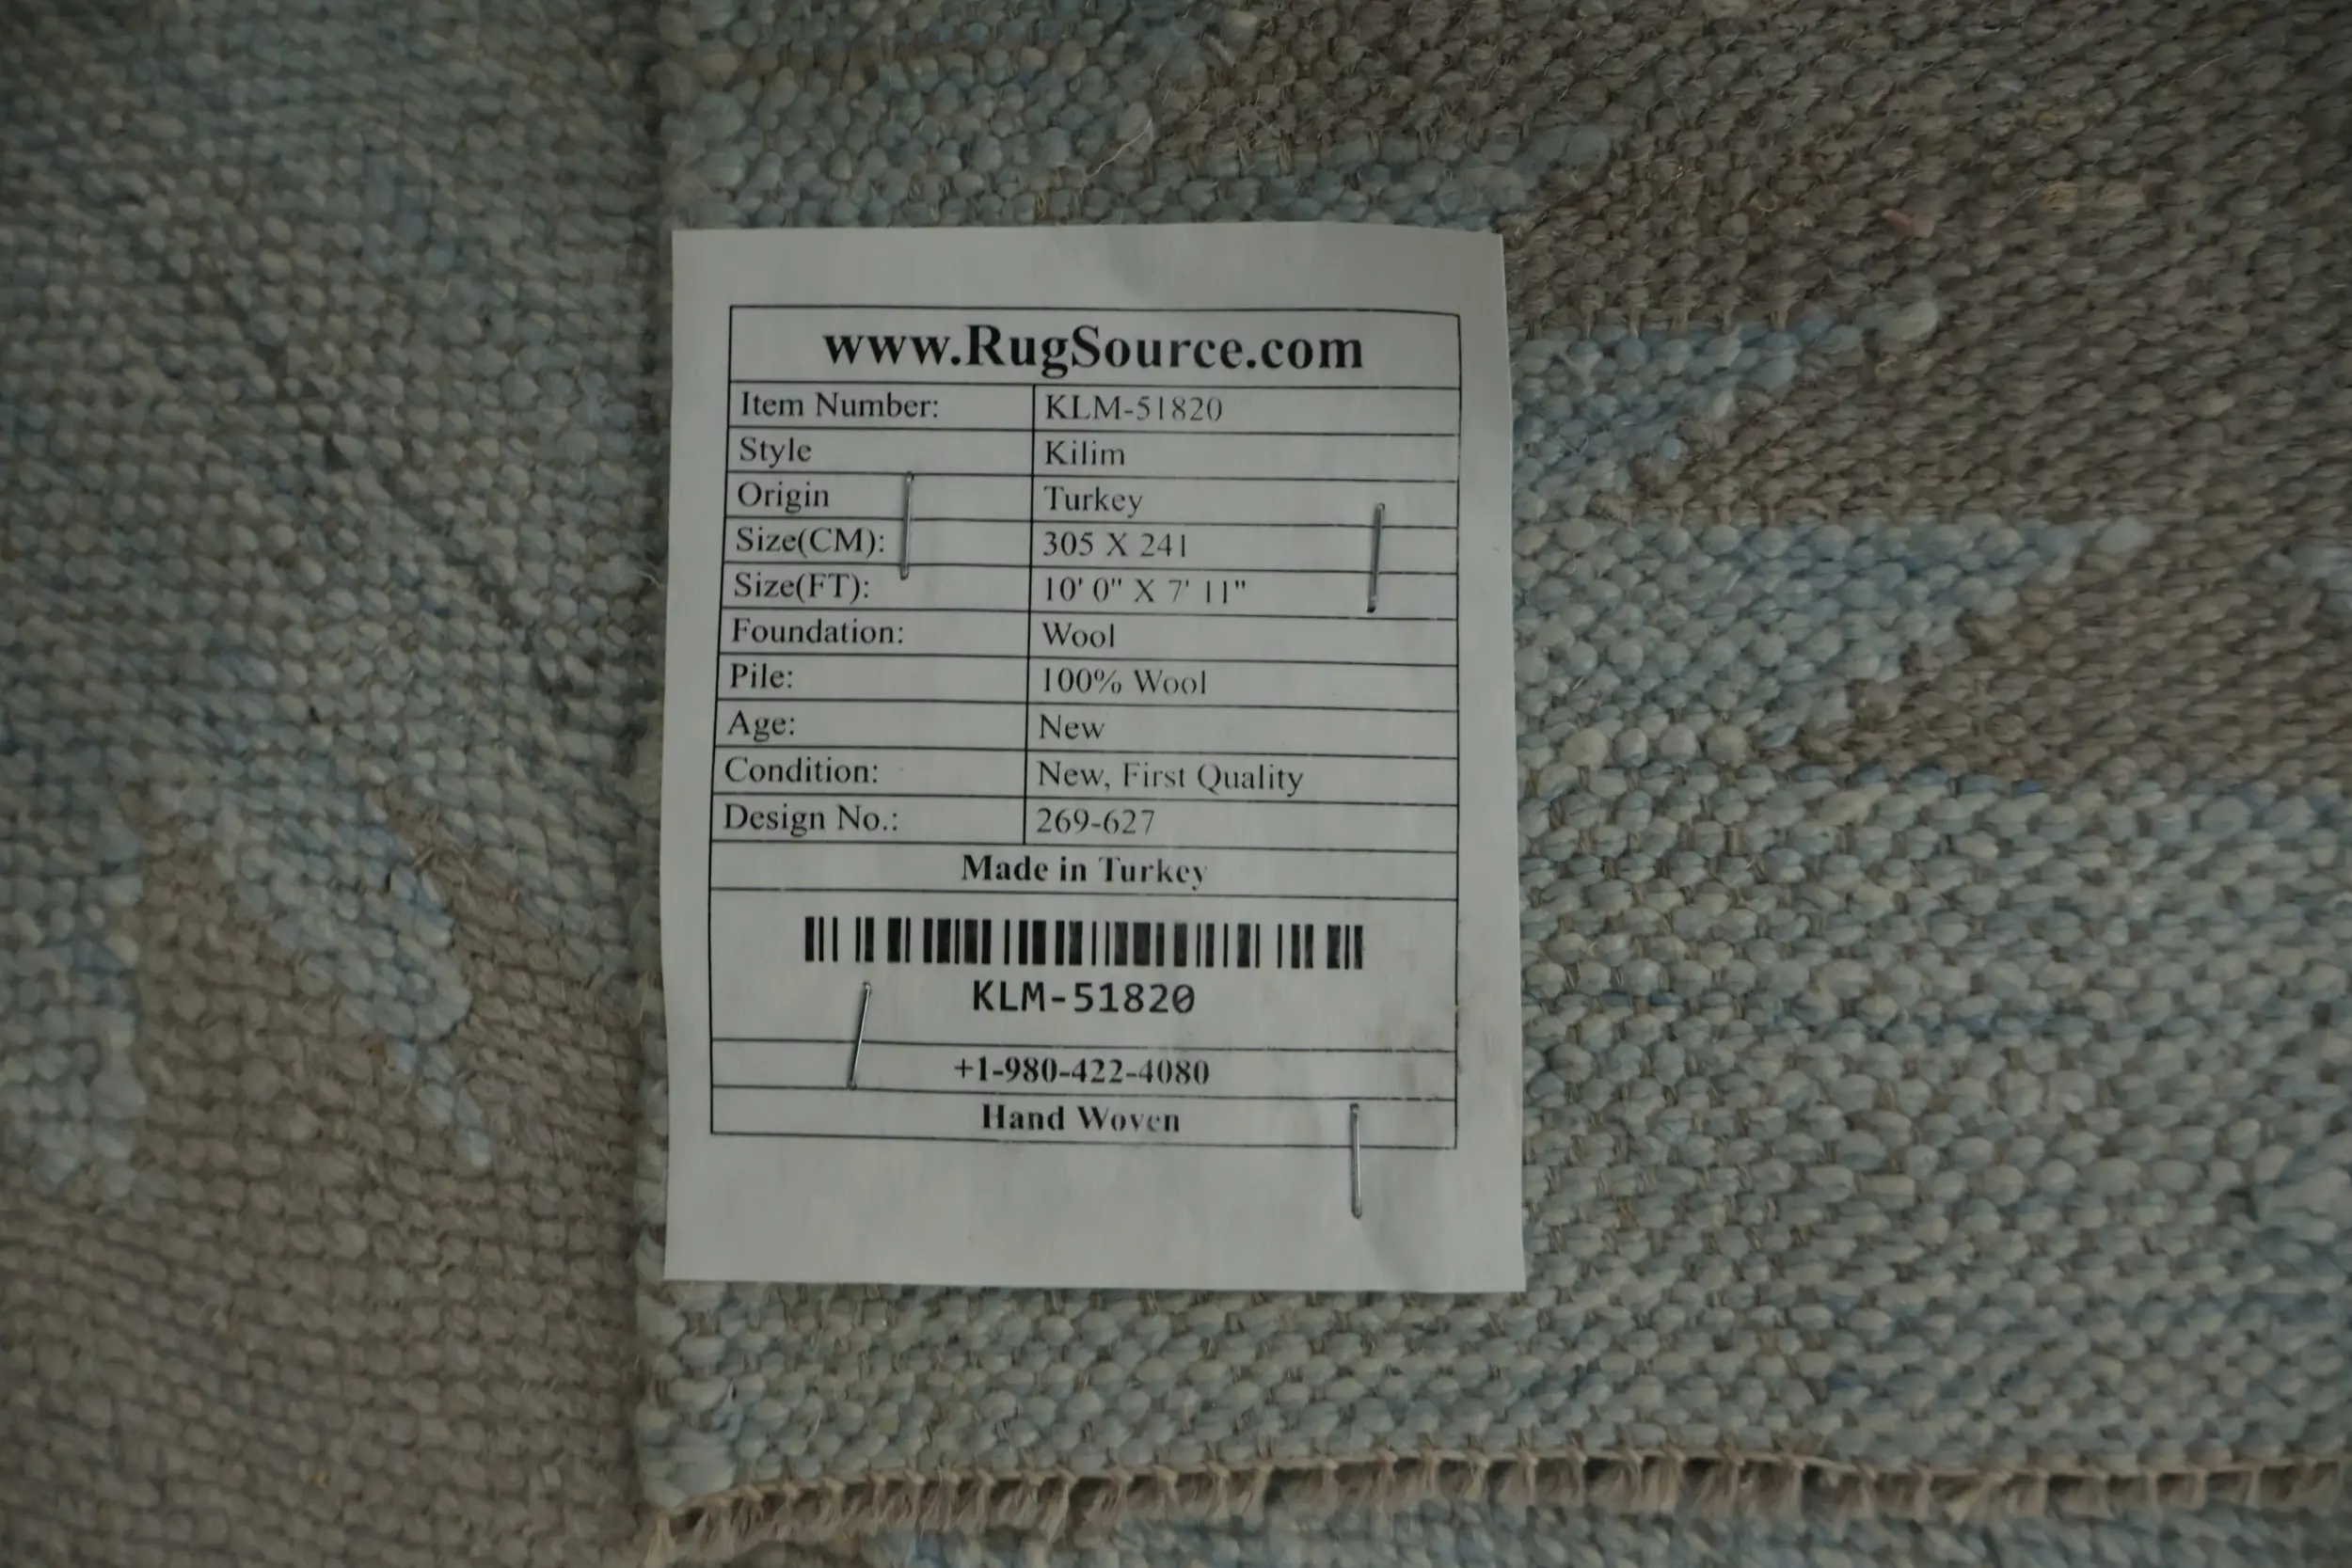 www.RugSource.com
Item Number: KLM-51820
Style Kilim
Origin Turkey
Size(CM): 305 X 241
Size(FT): 10' 0" X 7' 11"
Foundation: Wool
Pile: 100% Wool
Age: New
Condition: New, First Quality
Design No.: 269-627
Made in Turkey
KLM-51820
+1-980-422-4080
Hand Woven